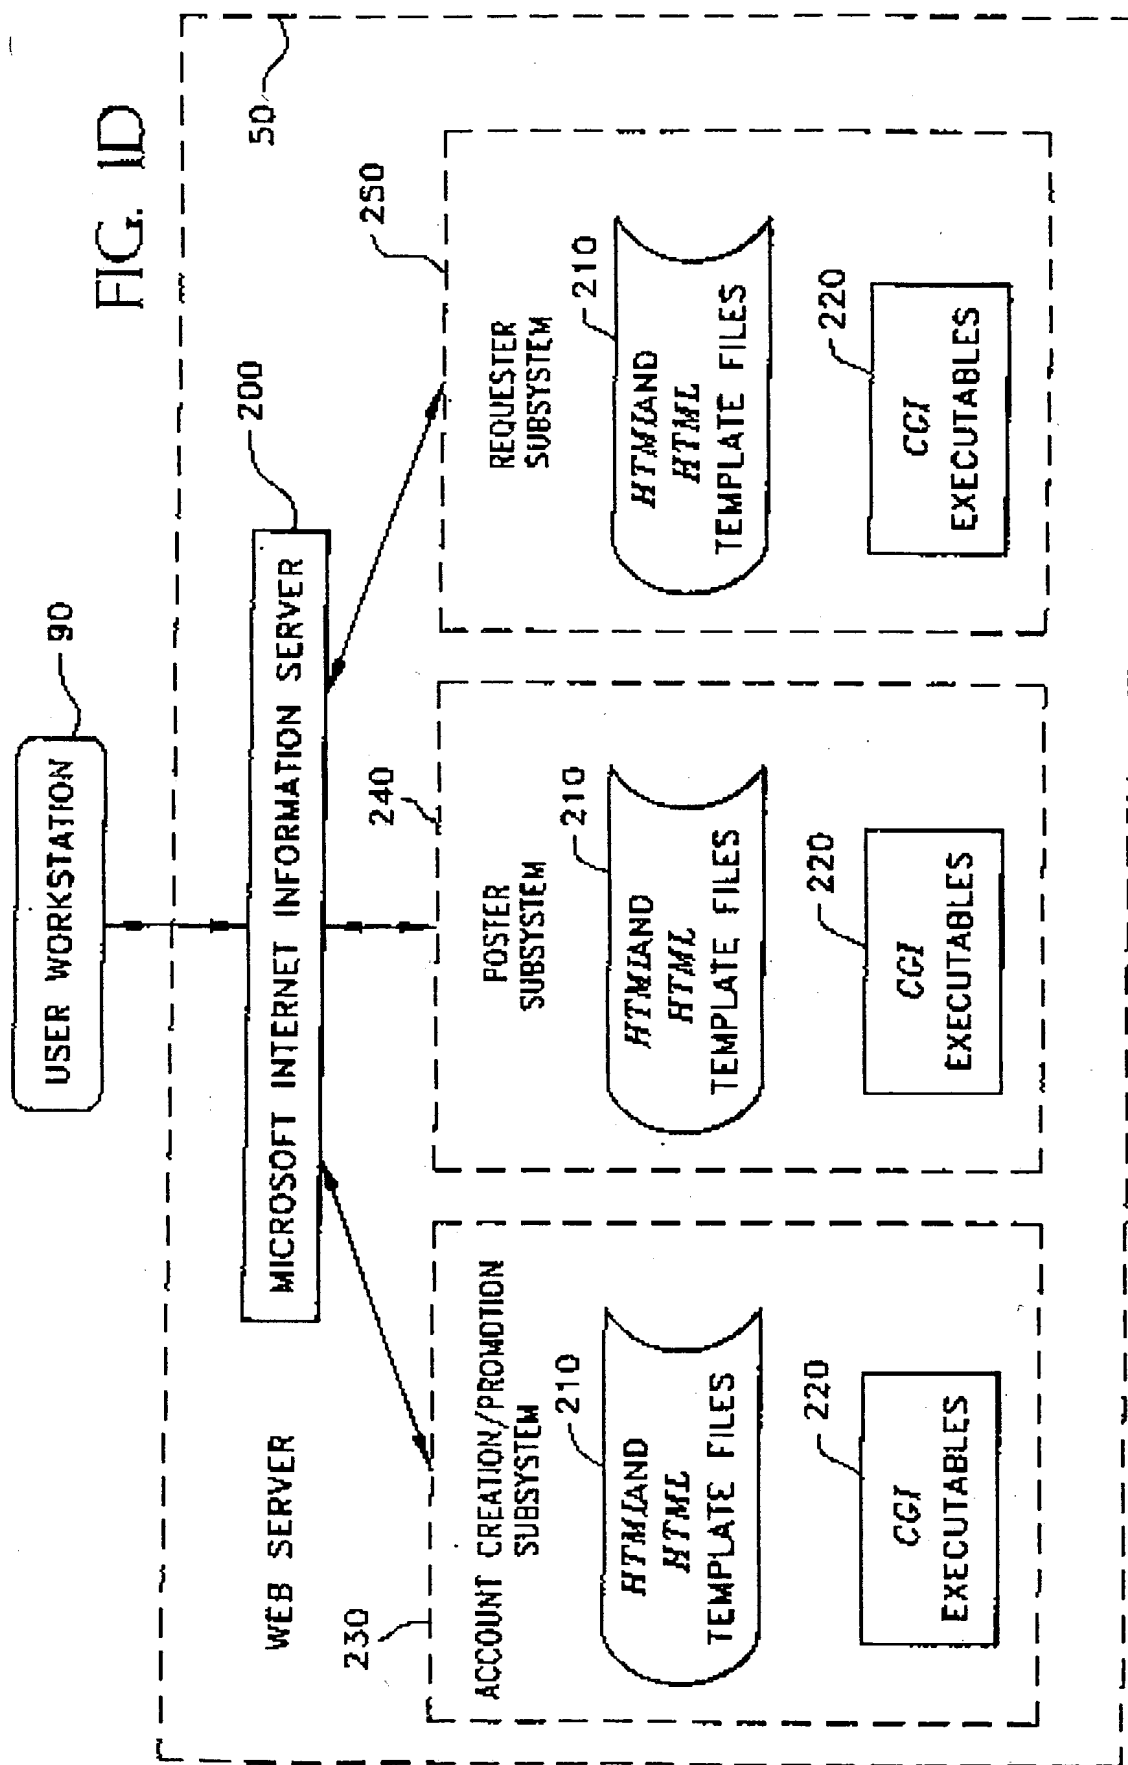 FIG. 1D
USER WORKSTATION
90
50
WEB SERVER
MICROSOFT INTERNET INFORMATION SERVER
200
230
ACCOUNT CREATION/PROMOTION
SUBSYSTEM
210
HTMLAND
HTML
TEMPLATE FILES
220
CGI
EXECUTABLES
240
POSTER
SUBSYSTEM
210
HTMLAND
HTML
TEMPLATE FILES
220
CGI
EXECUTABLES
250
REQUESTER
SUBSYSTEM
210
HTMLAND
HTML
TEMPLATE FILES
220
CGI
EXECUTABLES